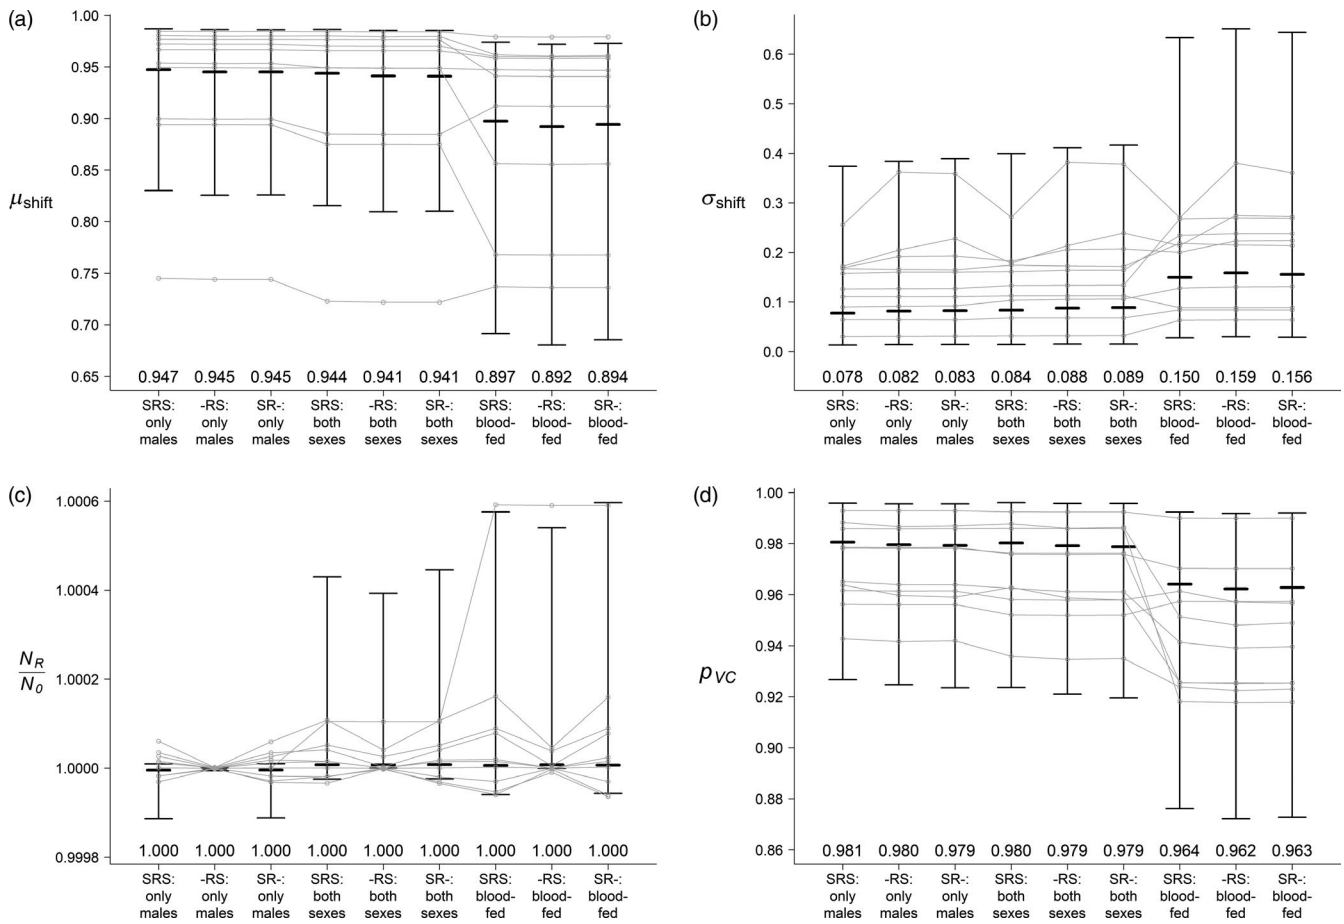 (a)
1.00
0.95
0.90
0.85
0.80
0.75
0.70
0.65
μshift
0.947 0.945 0.945 0.944 0.941 0.941 0.897 0.892 0.894
SRS: -RS: SR-: SRS: -RS: SR-: SRS: -RS: SR-:
only only only both both both blood- blood- blood-
males males males sexes sexes sexes fed fed fed
(b)
0.6
0.5
0.4
0.3
0.2
0.1
0.0
σshift
0.078 0.082 0.083 0.084 0.088 0.089 0.150 0.159 0.156
SRS: -RS: SR-: SRS: -RS: SR-: SRS: -RS: SR-:
only only only both both both blood- blood- blood-
males males males sexes sexes sexes fed fed fed
(c)
1.0006
1.0004
1.0002
1.0000
0.9998
NR
N0
1.000 1.000 1.000 1.000 1.000 1.000 1.000 1.000 1.000
SRS: -RS: SR-: SRS: -RS: SR-: SRS: -RS: SR-:
only only only both both both blood- blood- blood-
males males males sexes sexes sexes fed fed fed
(d)
1.00
0.98
0.96
0.94
0.92
0.90
0.88
0.86
pVC
0.981 0.980 0.979 0.980 0.979 0.979 0.964 0.962 0.963
SRS: -RS: SR-: SRS: -RS: SR-: SRS: -RS: SR-:
only only only both both both blood- blood- blood-
males males males sexes sexes sexes fed fed fed